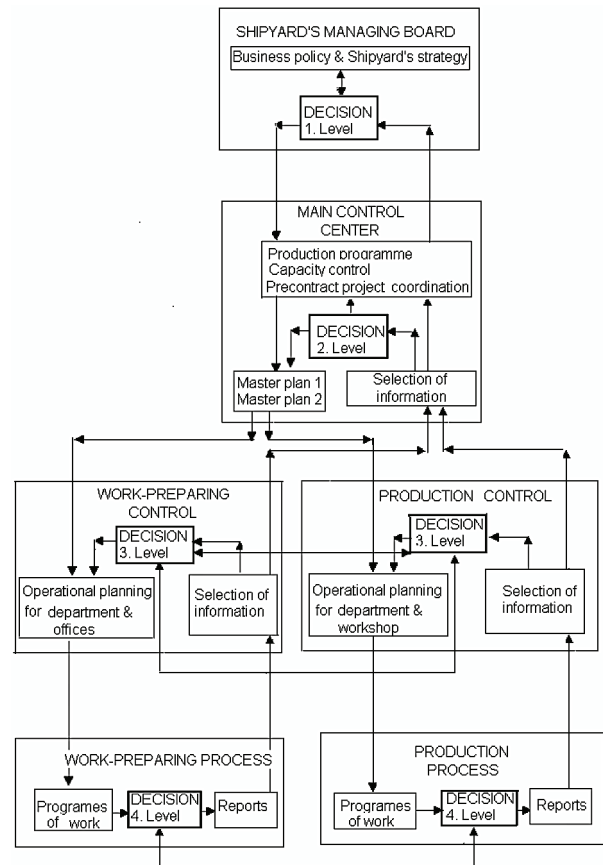 SHIPYARD'S MANAGING BOARD
Business policy & Shipyard's strategy
DECISION
1. Level
MAIN CONTROL
CENTER
Production programme
Capacity control
Precontract project coordination
DECISION
2. Level
Master plan 1
Master plan 2
Selection of
information
WORK-PREPARING
CONTROL
DECISION
3. Level
Operational planning
for department &
offices
Selection of
information
PRODUCTION CONTROL
DECISION
3. Level
Operational planning
for department &
workshop
Selection of
information
WORK-PREPARING PROCESS
Programes
of work
DECISION
4. Level
Reports
PRODUCTION
PROCESS
Programes
of work
DECISION
4. Level
Reports